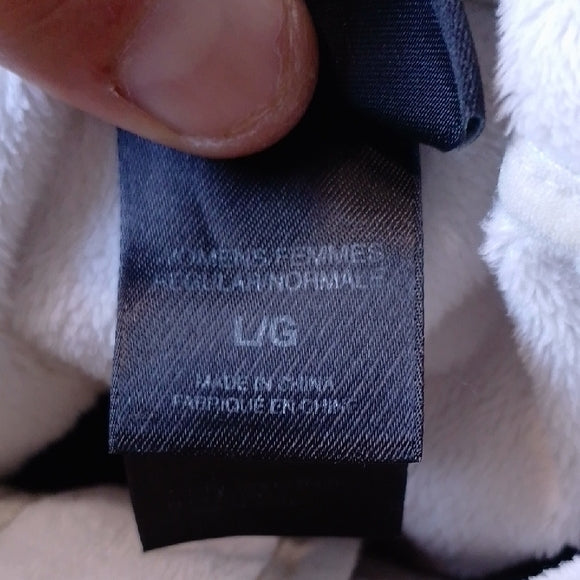 WOMENS/FEMMES
REGULAR/NORMALE
L/G
MADE IN CHINA
FABRIQUÉ EN CHINE